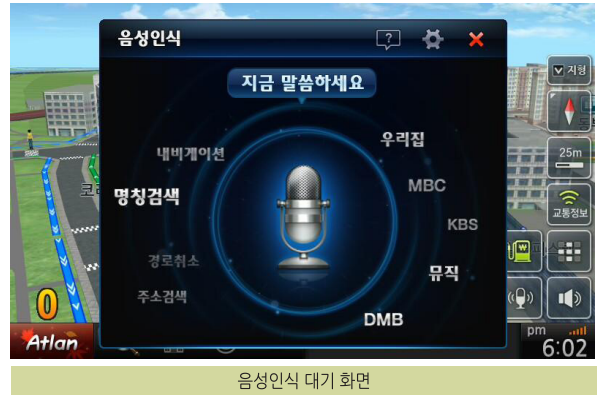 음성인식
?
지금 말씀하세요
내비게이션
우리집
명칭검색
MBC
KBS
경로취소
뮤직
주소검색
DMB
지형
25m
교통정보
0
Atlan
pm
6:02
음성인식 대기 화면